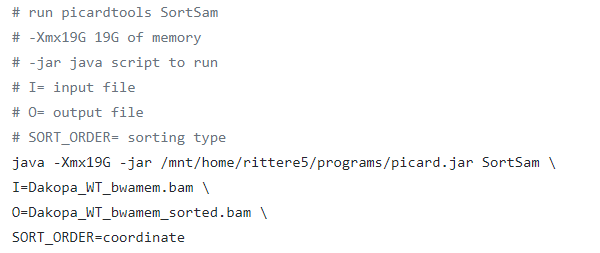 # run picardtools SortSam
# -Xmx19G 19G of memory
# -jar java script to run
# I= input file
# O= output file
# SORT_ORDER= sorting type
java -Xmx19G -jar /mnt/home/rittere5/programs/picard.jar SortSam \
I=Dakopa_WT_bwamem.bam \
O=Dakopa_WT_bwamem_sorted.bam \
SORT_ORDER=coordinate